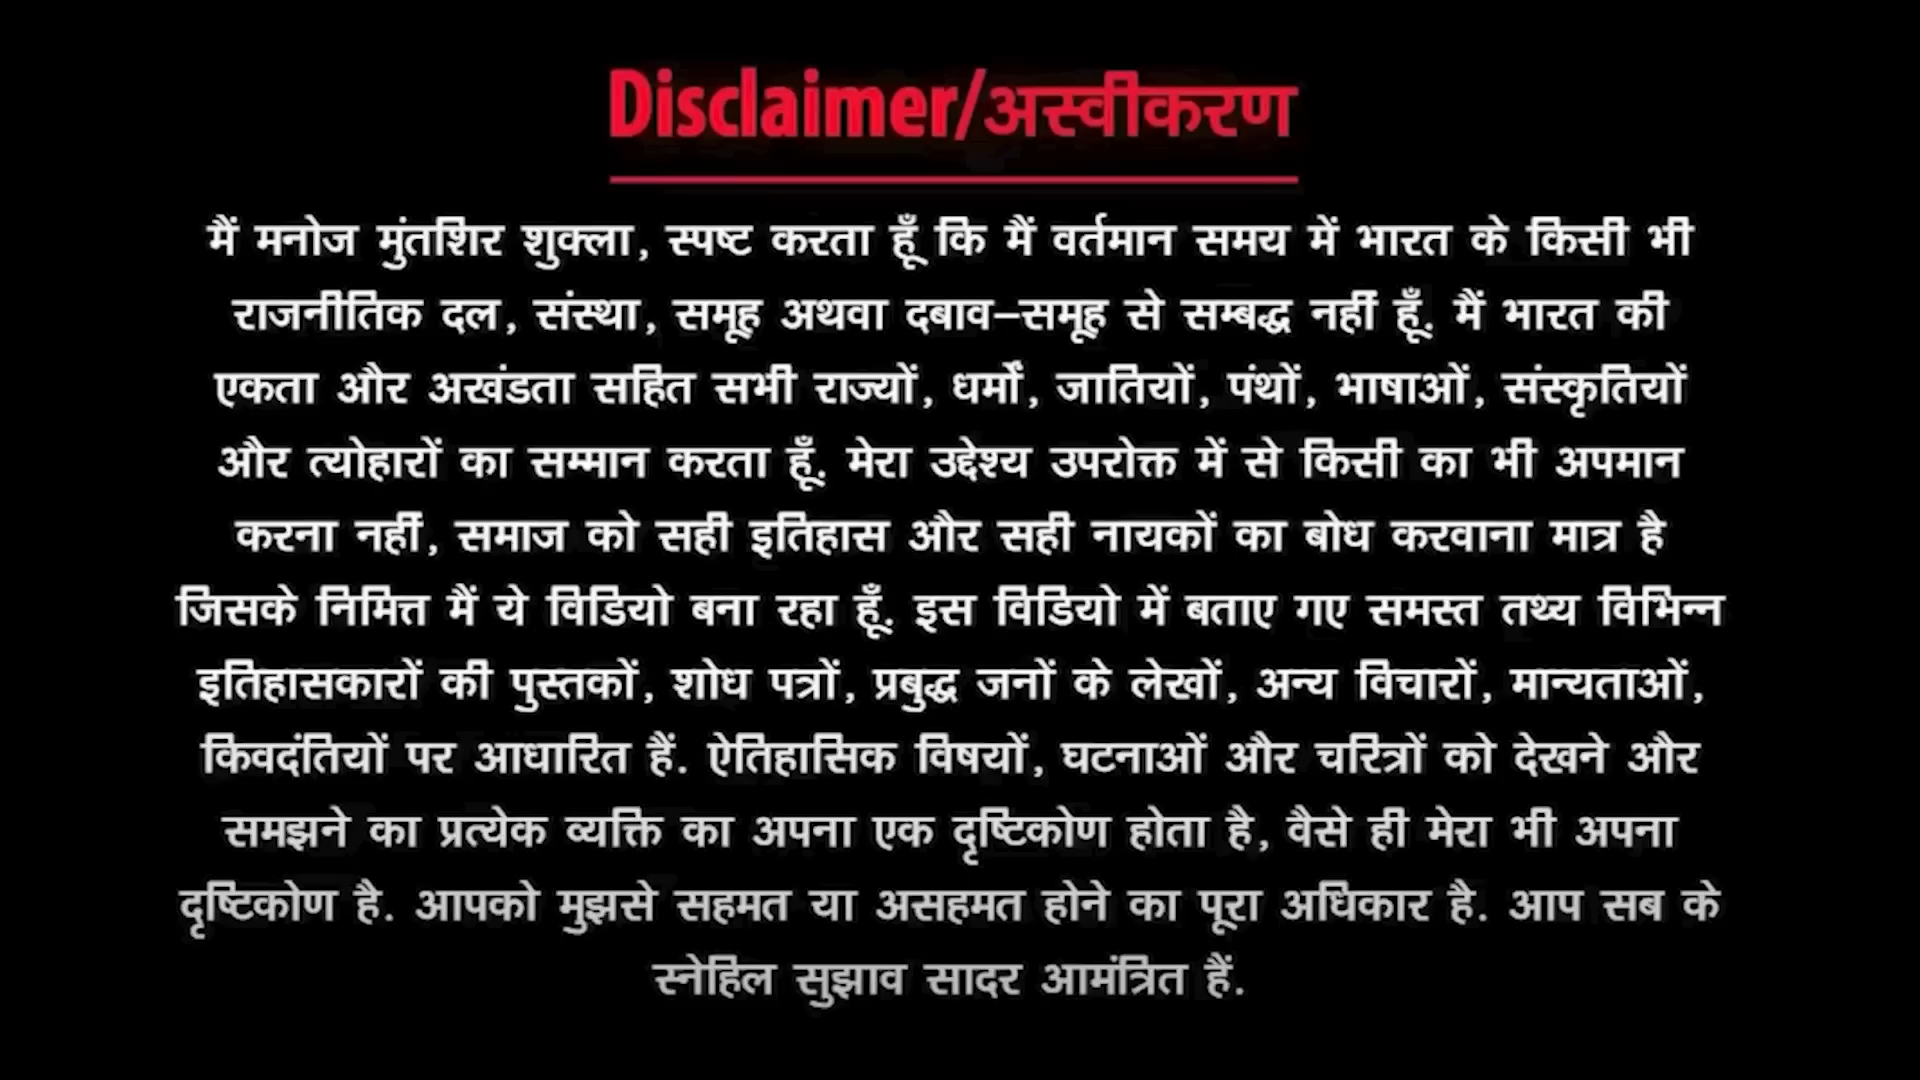 Disclaimer/अस्वीकरण
मैं मनोज मुंतशिर शुक्ला, स्पष्ट करता हूँ कि मैं वर्तमान समय में भारत के किसी भी
राजनीतिक दल, संस्था, समूह अथवा दबाव–समूह से सम्बद्ध नहीं हूँ. मैं भारत की
एकता और अखंडता सहित सभी राज्यों, धर्मों, जातियों, पंथों, भाषाओं, संस्कृतियों
और त्योहारों का सम्मान करता हूँ. मेरा उद्देश्य उपरोक्त में से किसी का भी अपमान
करना नहीं, समाज को सही इतिहास और सही नायकों का बोध करवाना मात्र है
जिसके निमित्त मैं ये विडियो बना रहा हूँ. इस विडियो में बताए गए समस्त तथ्य विभिन्न
इतिहासकारों की पुस्तकों, शोध पत्रों, प्रबुद्ध जनों के लेखों, अन्य विचारों, मान्यताओं,
किवदंतियों पर आधारित हैं. ऐतिहासिक विषयों, घटनाओं और चरित्रों को देखने और
समझने का प्रत्येक व्यक्ति का अपना एक दृष्टिकोण होता है, वैसे ही मेरा भी अपना
दृष्टिकोण है. आपको मुझसे सहमत या असहमत होने का पूरा अधिकार है. आप सब के
स्नेहिल सुझाव सादर आमंत्रित हैं.